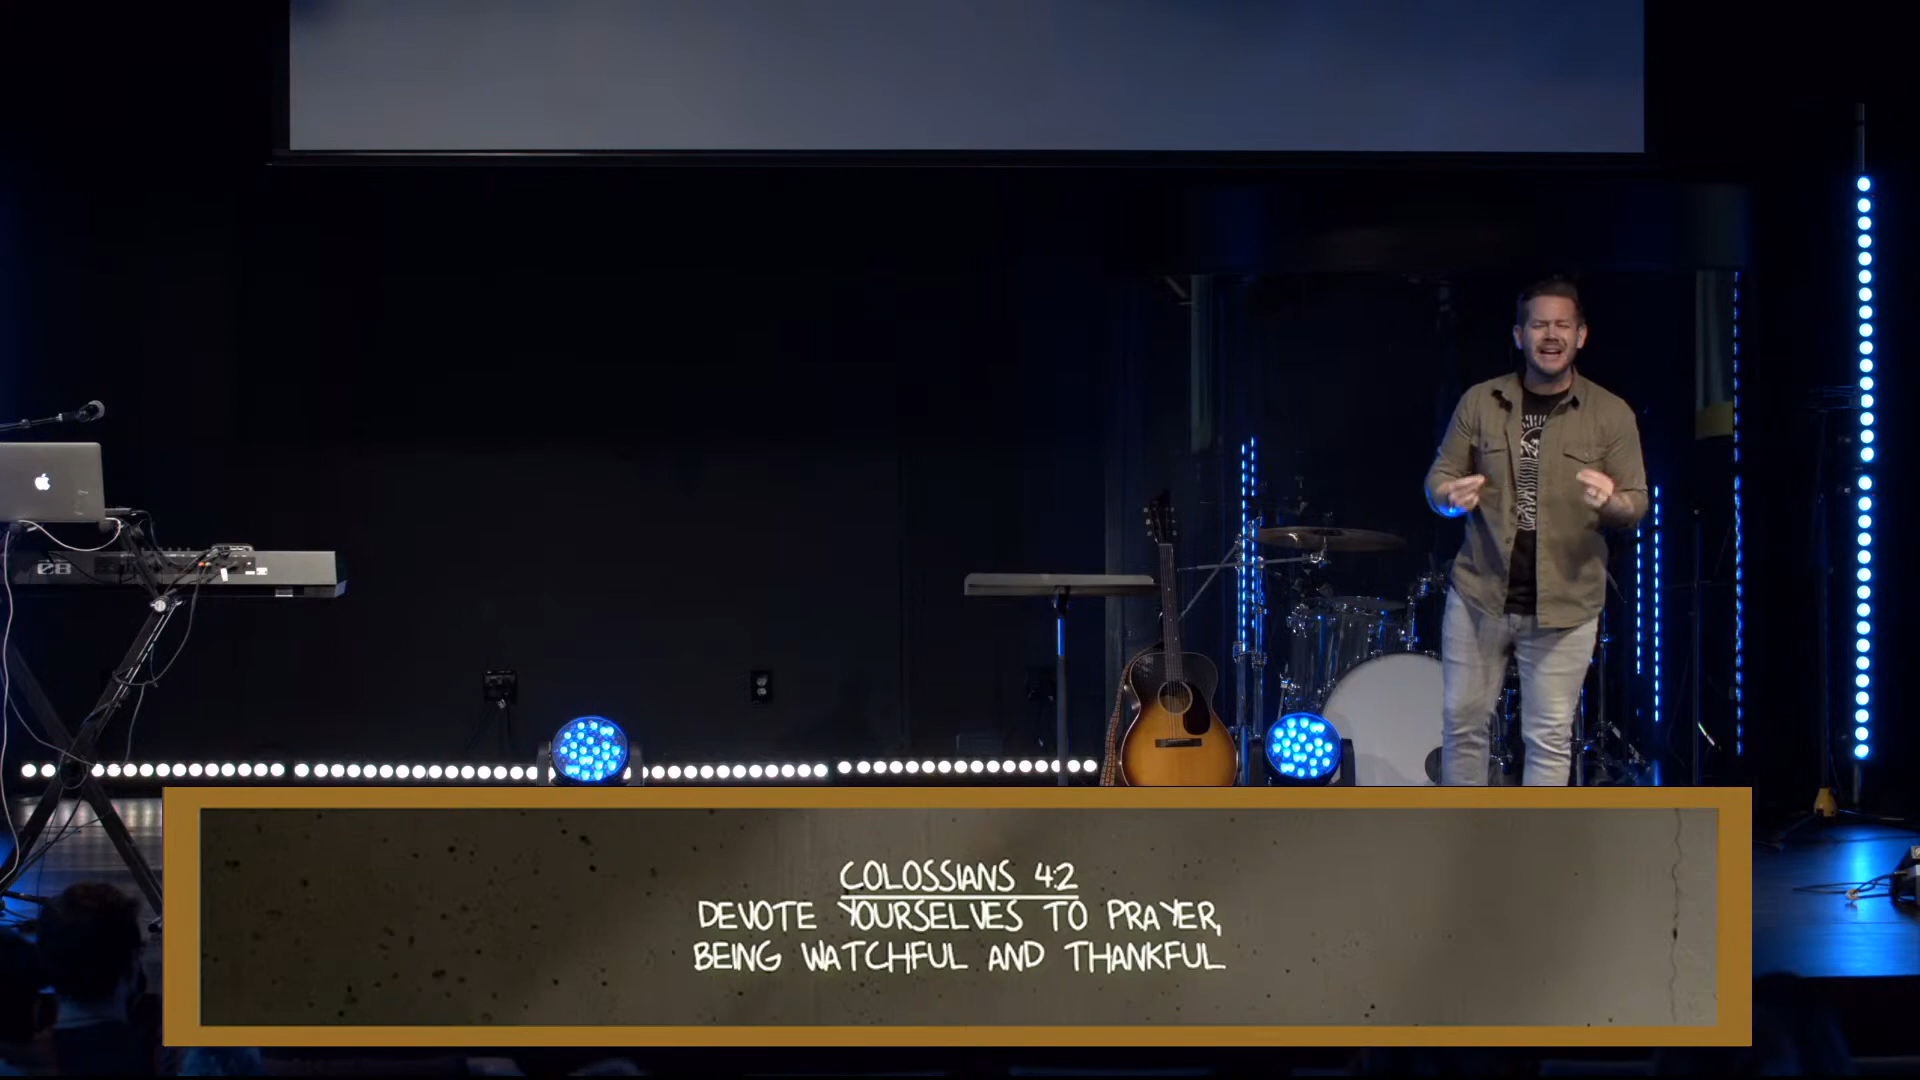 COLOSSIANS 4:2
DEVOTE YOURSELVES TO PRAYER,
BEING WATCHFUL AND THANKFUL